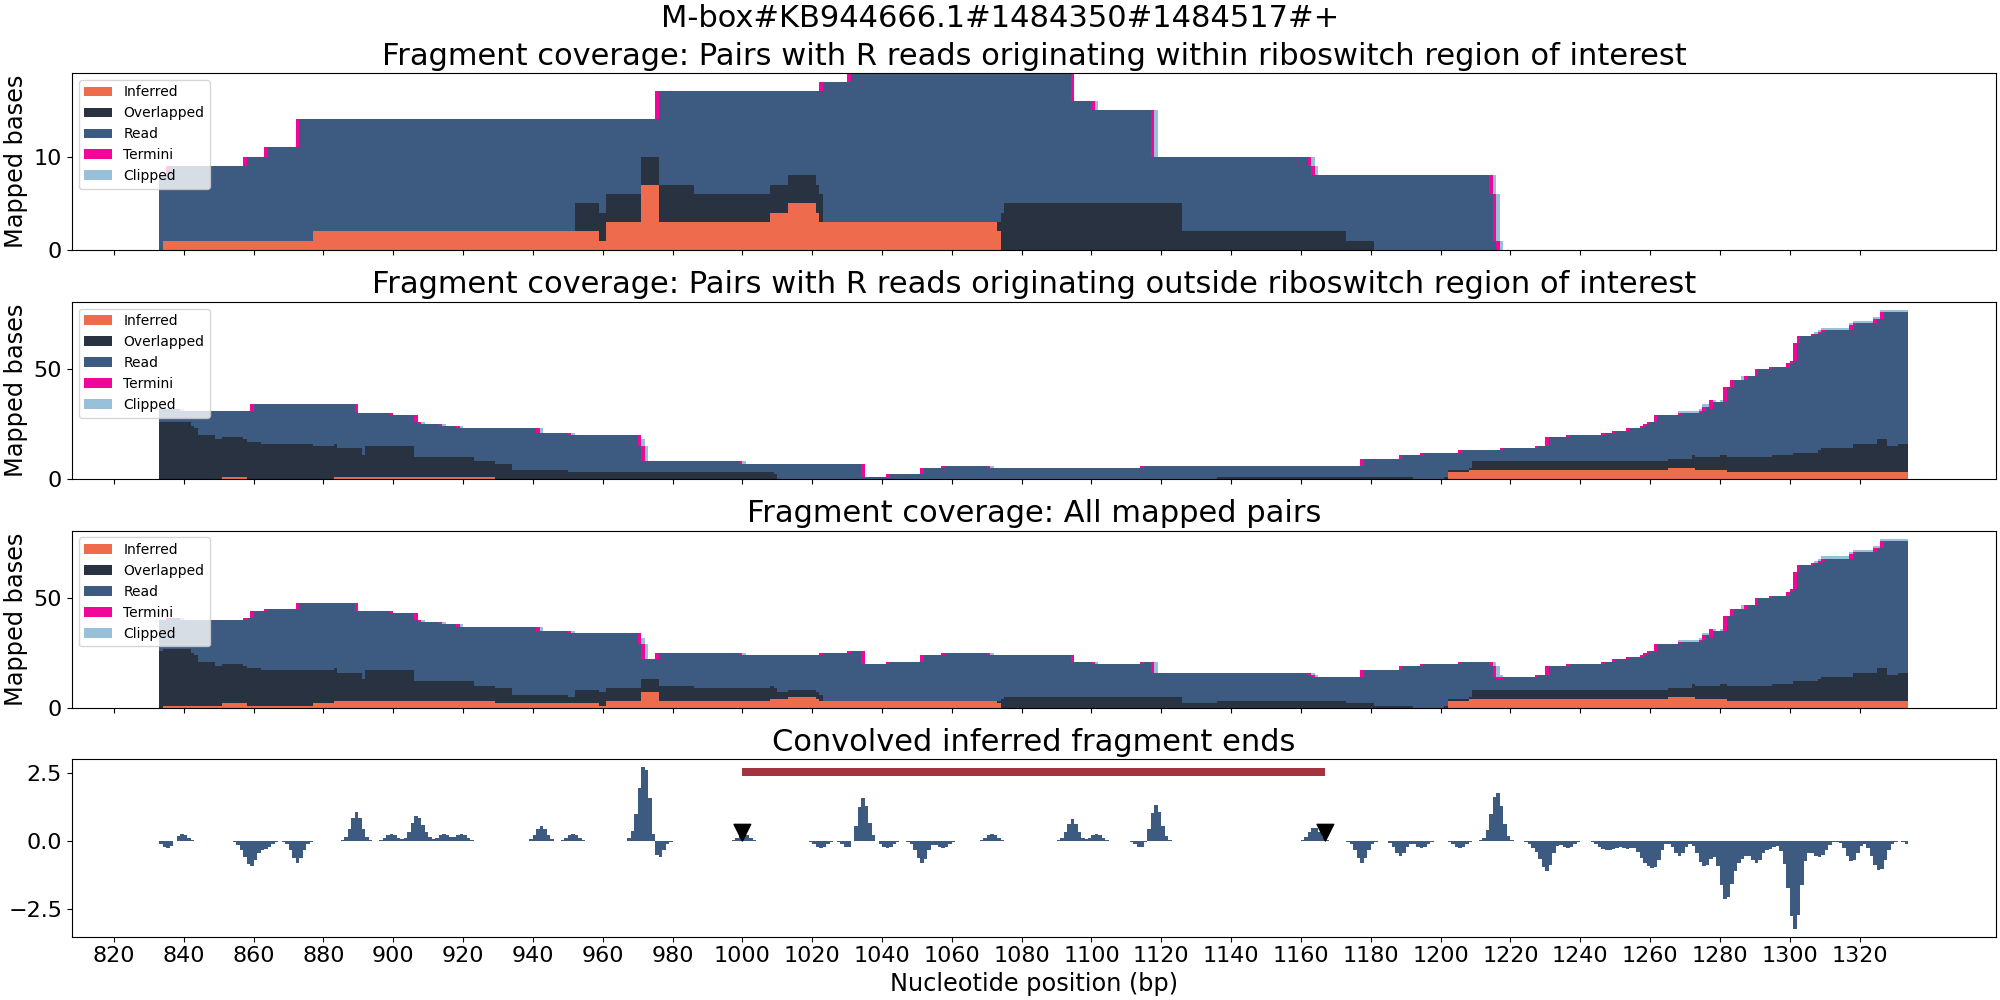 M-box#KB944666.1#1484350#1484517#+
Fragment coverage: Pairs with R reads originating within riboswitch region of interest
Mapped bases
10
0
Inferred
Overlapped
Read
Termini
Clipped
Fragment coverage: Pairs with R reads originating outside riboswitch region of interest
Mapped bases
50
0
Inferred
Overlapped
Read
Termini
Clipped
Fragment coverage: All mapped pairs
Mapped bases
50
0
Inferred
Overlapped
Read
Termini
Clipped
Convolved inferred fragment ends
2.5
0.0
−2.5
820 840 860 880 900 920 940 960 980 1000 1020 1040 1060 1080 1100 1120 1140 1160 1180 1200 1220 1240 1260 1280 1300 1320
Nucleotide position (bp)